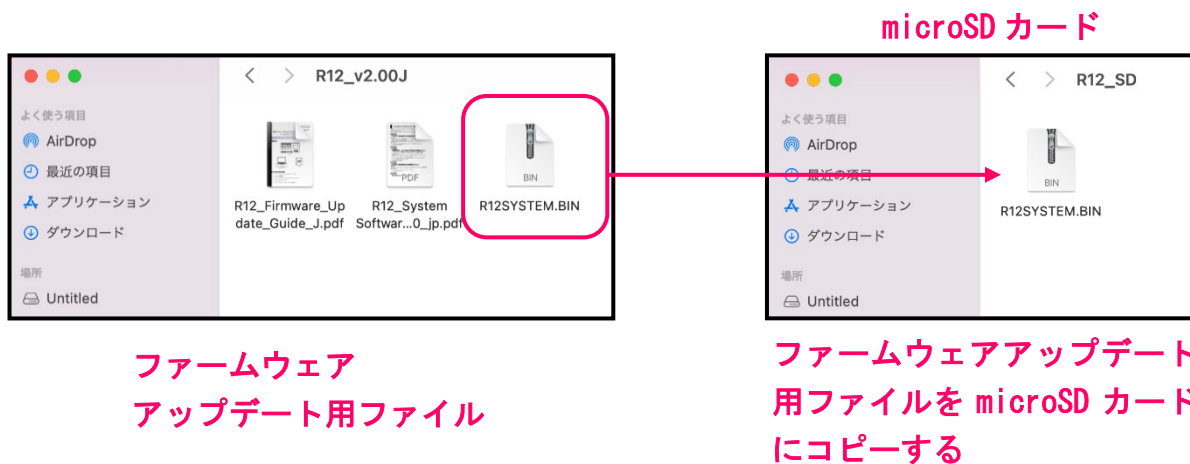 microSD カード
R12_v2.00J
よく使う項目
AirDrop
最近の項目
アプリケーション
ダウンロード
場所
Untitled
PDF
BIN
R12_Firmware_Up
date_Guide_J.pdf
R12_System
Softwar...0_jp.pdf
R12SYSTEM.BIN
R12_SD
よく使う項目
AirDrop
最近の項目
アプリケーション
ダウンロード
場所
Untitled
BIN
R12SYSTEM.BIN
ファームウェア
アップデート用ファイル
ファームウェアアップデート
用ファイルを microSD カード
にコピーする